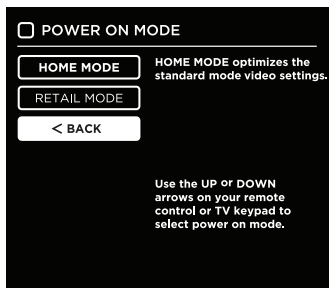 POWER ON MODE
HOME MODE
RETAIL MODE
< BACK
HOME MODE optimizes the
standard mode video settings.
Use the UP or DOWN
arrows on your remote
control or TV keypad to
select power on mode.